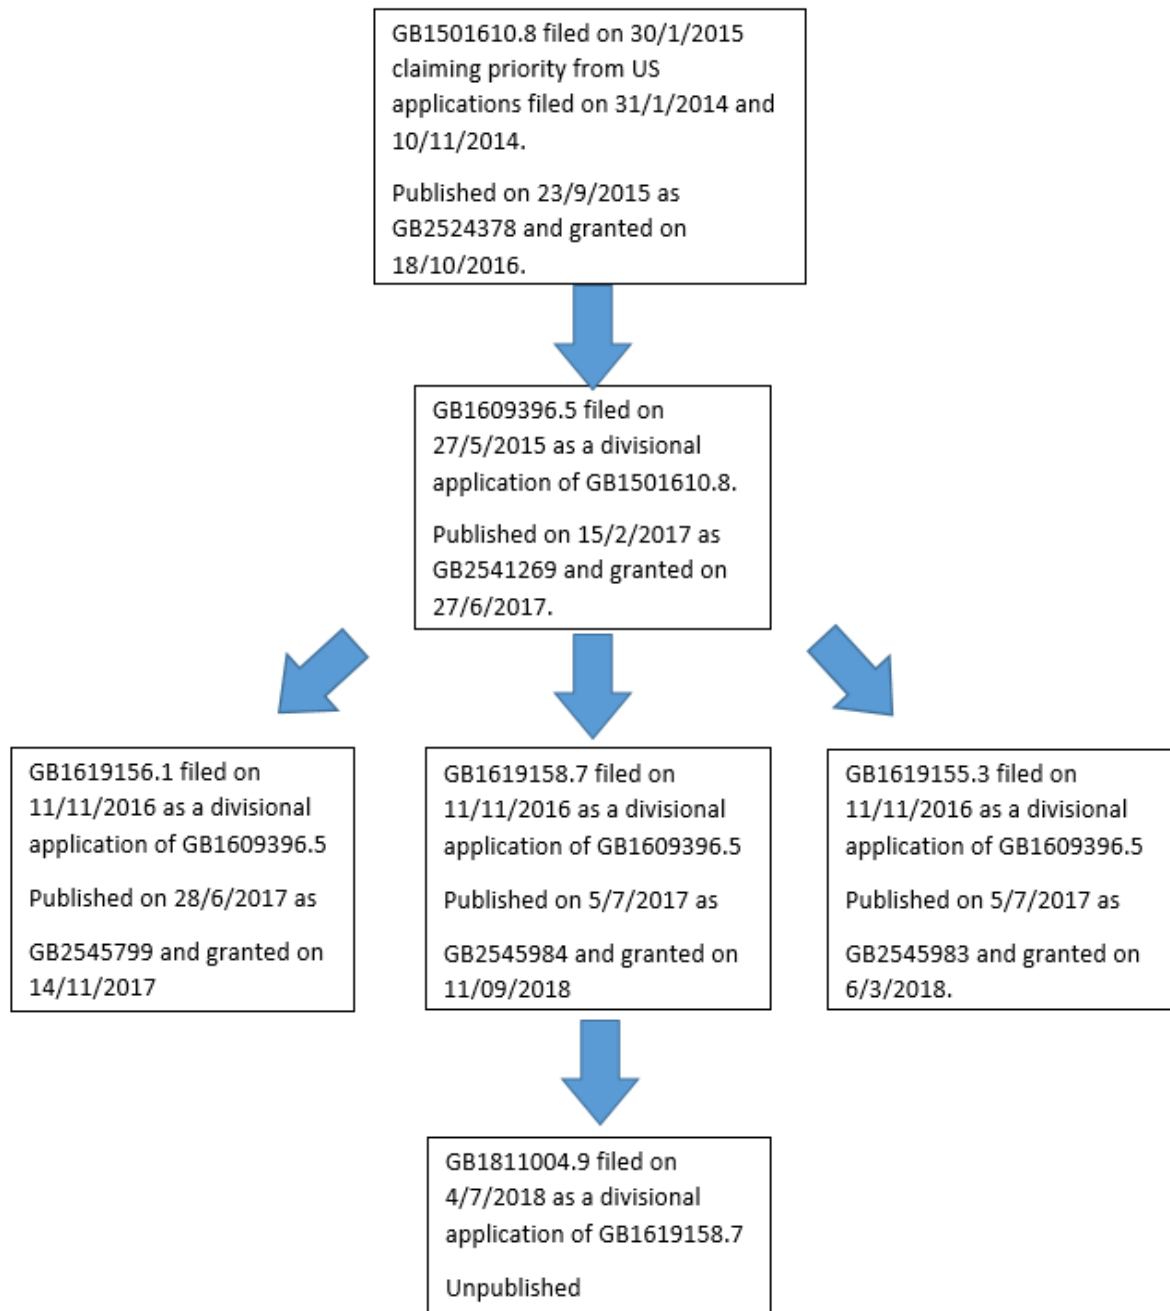 GB1501610.8 filed on 30/1/2015
claiming priority from US
applications filed on 31/1/2014 and
10/11/2014.
Published on 23/9/2015 as
GB2524378 and granted on
18/10/2016.
GB1609396.5 filed on
27/5/2015 as a divisional
application of GB1501610.8.
Published on 15/2/2017 as
GB2541269 and granted on
27/6/2017.
GB1619156.1 filed on
11/11/2016 as a divisional
application of GB1609396.5
Published on 28/6/2017 as
GB2545799 and granted on
14/11/2017
GB1619158.7 filed on
11/11/2016 as a divisional
application of GB1609396.5
Published on 5/7/2017 as
GB2545984 and granted on
11/09/2018
GB1619155.3 filed on
11/11/2016 as a divisional
application of GB1609396.5
Published on 5/7/2017 as
GB2545983 and granted on
6/3/2018.
GB1811004.9 filed on
4/7/2018 as a divisional
application of GB1619158.7
Unpublished